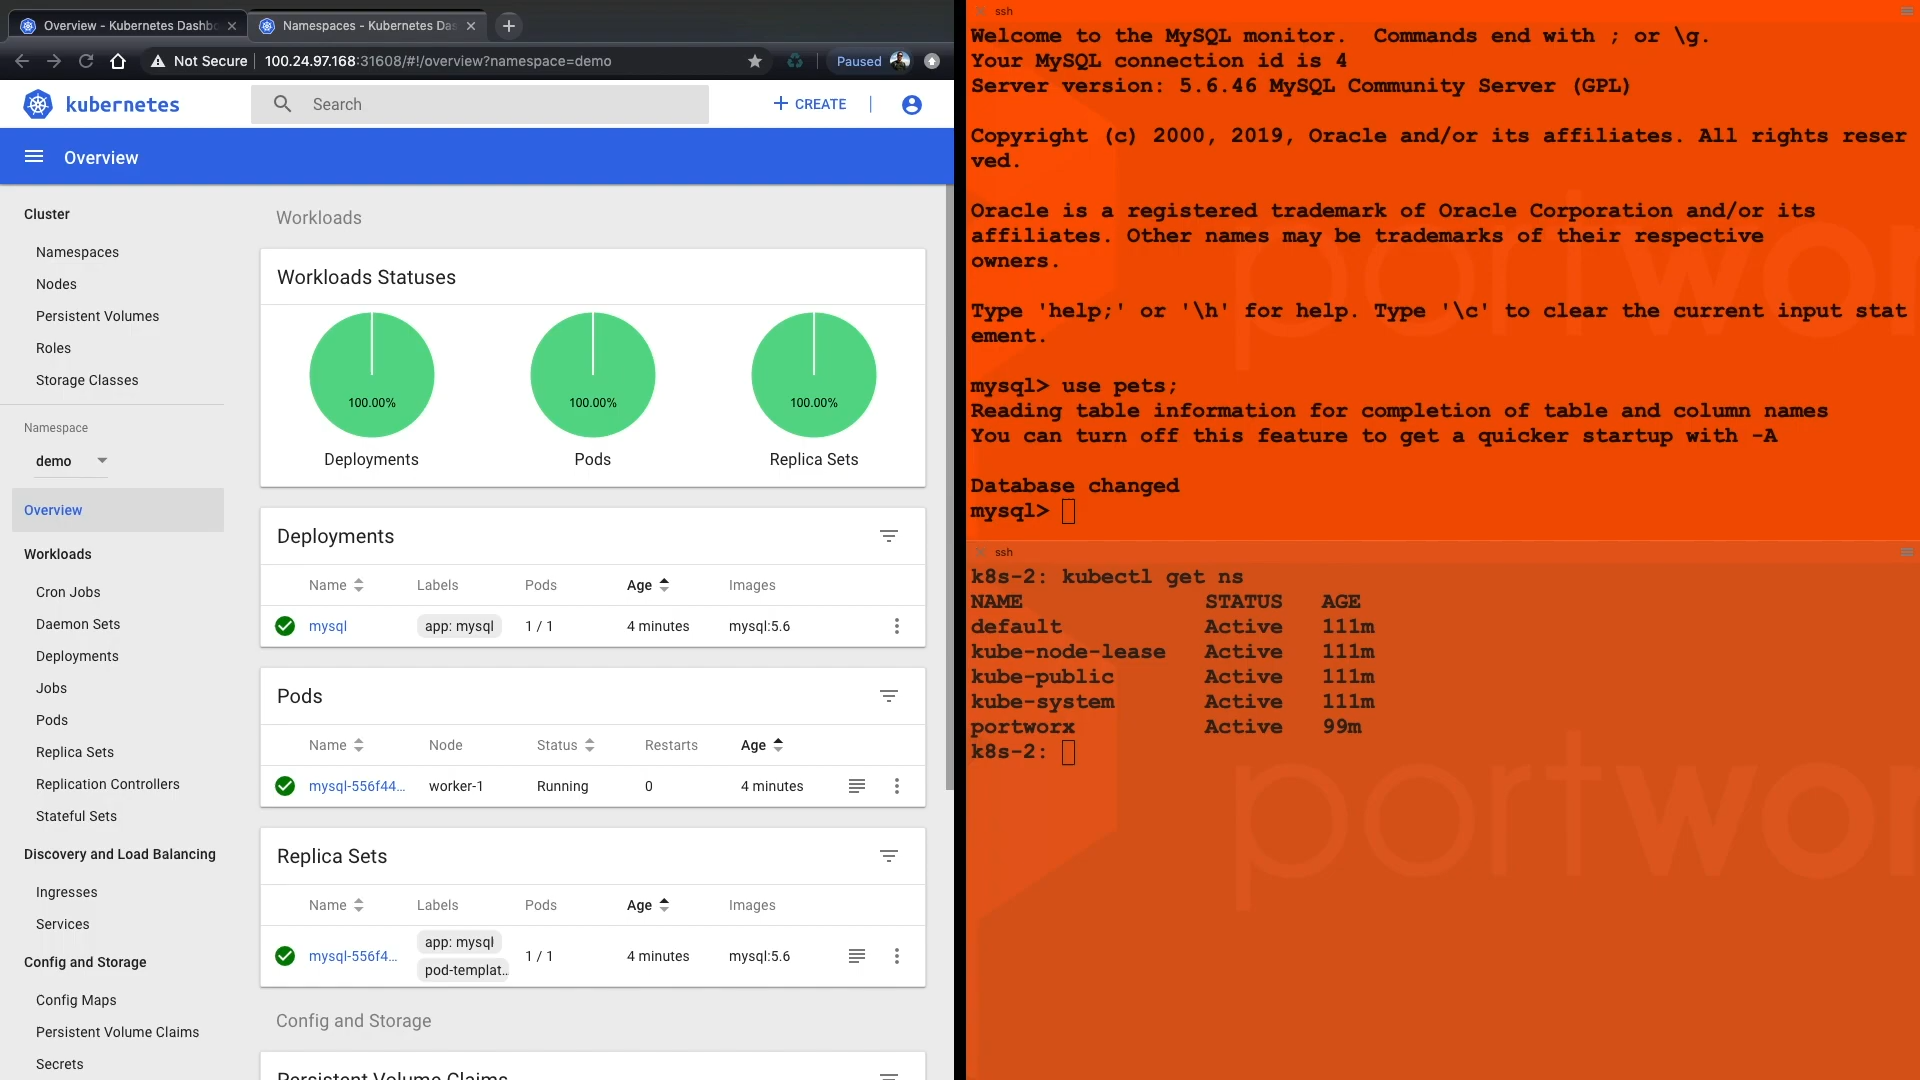 Overview - Kubernetes Dashbo
Namespaces - Kubernetes Das
Not Secure
100.24.97.168:31608/#!/overview?namespace=demo
Paused
kubernetes
Search
+ CREATE
Overview
Cluster
Namespaces
Nodes
Persistent Volumes
Roles
Storage Classes
Namespace
demo
Overview
Workloads
Cron Jobs
Daemon Sets
Deployments
Jobs
Pods
Replica Sets
Replication Controllers
Stateful Sets
Discovery and Load Balancing
Ingresses
Services
Config and Storage
Config Maps
Persistent Volume Claims
Secrets
Workloads
Workloads Statuses
100.00% 100.00% 100.00%
Deployments Pods Replica Sets
Deployments
Name Labels Pods Age Images
mysql app: mysql 1 / 1 4 minutes mysql:5.6
Pods
Name Node Status Restarts Age
mysql-556f44... worker-1 Running 0 4 minutes
Replica Sets
Name Labels Pods Age Images
mysql-556f4... app: mysql 1 / 1 4 minutes mysql:5.6
pod-templat...
Config and Storage
Persistent Volume Claims
ssh
Welcome to the MySQL monitor.  Commands end with ; or \g.
Your MySQL connection id is 4
Server version: 5.6.46 MySQL Community Server (GPL)
Copyright (c) 2000, 2019, Oracle and/or its affiliates. All rights reser
ved.
Oracle is a registered trademark of Oracle Corporation and/or its
affiliates. Other names may be trademarks of their respective
owners.
Type 'help;' or '\h' for help. Type '\c' to clear the current input stat
ement.
mysql> use pets;
Reading table information for completion of table and column names
You can turn off this feature to get a quicker startup with -A
Database changed
mysql>
portwor
ssh
k8s-2: kubectl get ns
NAME STATUS AGE
default Active 111m
kube-node-lease Active 111m
kube-public Active 111m
kube-system Active 111m
portworx Active 99m
k8s-2:
portwor